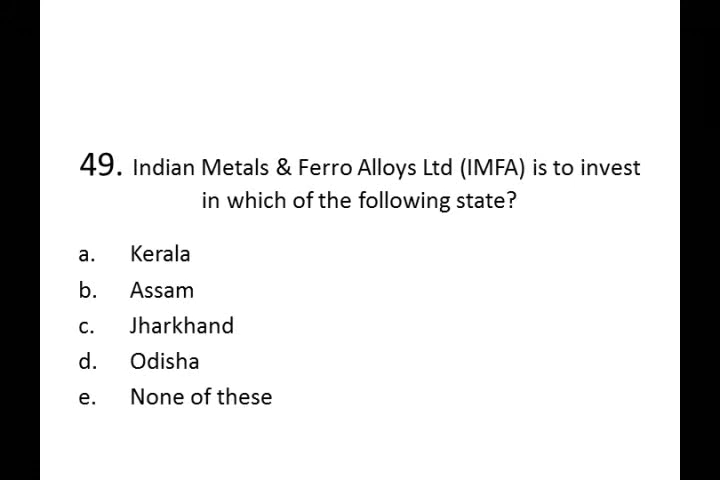 49. Indian Metals & Ferro Alloys Ltd (IMFA) is to invest
in which of the following state?
a. Kerala
b. Assam
c. Jharkhand
d. Odisha
e. None of these